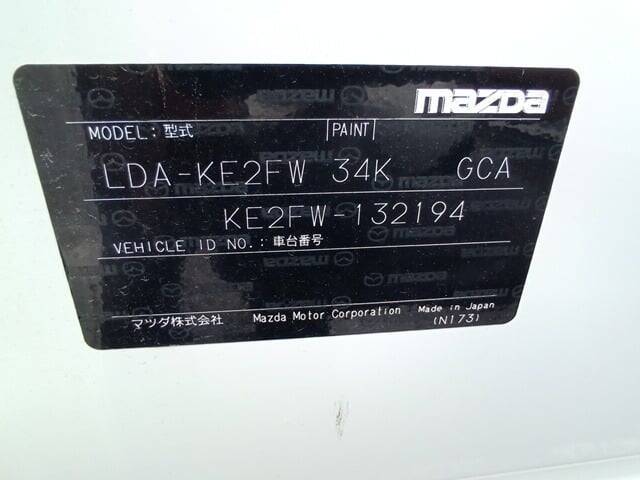 mazda
MODEL: 型式 PAINT
LDA-KE2FW 34K GCA
KE2FW-132194
VEHICLE ID NO.: 車台番号
マツダ株式会社 Mazda Motor Corporation Made in Japan
(N173)